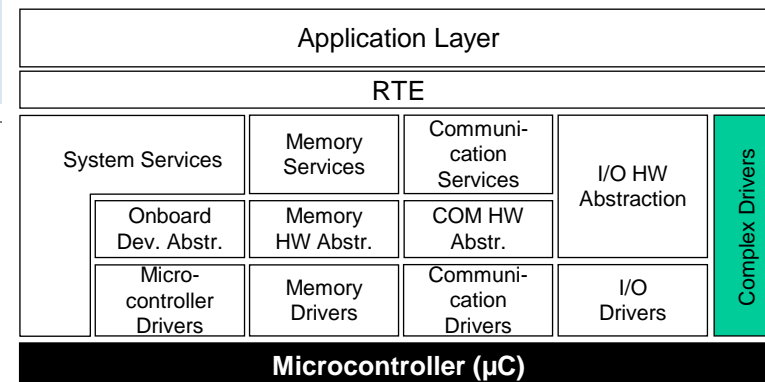 Application Layer
RTE
System Services
Memory
Services
Communi-
cation
Services
I/O HW
Abstraction
Complex Drivers
Onboard
Dev. Abstr.
Memory
HW Abstr.
COM HW
Abstr.
Micro-
controller
Drivers
Memory
Drivers
Communi-
cation
Drivers
I/O
Drivers
Microcontroller (µC)